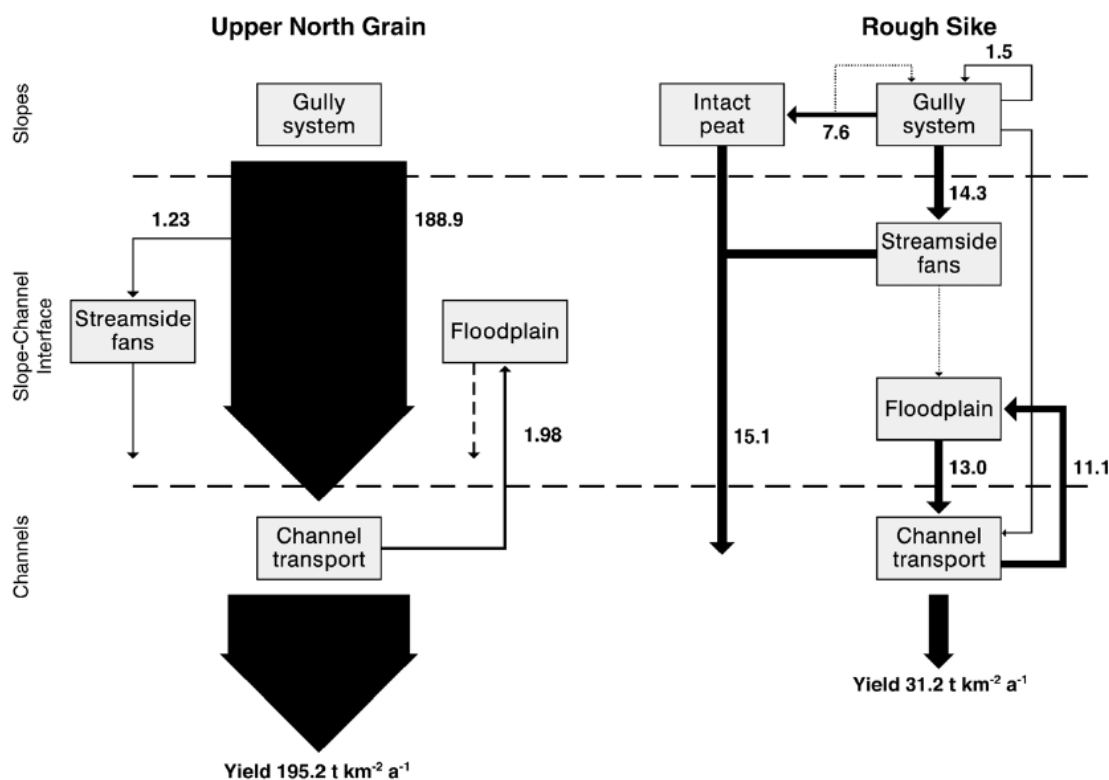 Upper North Grain
Rough Sike
Slopes
Gully
system
Intact
peat
7.6
1.5
Gully
system
1.23
188.9
14.3
Slope-Channel
Interface
Streamside
fans
Floodplain
Streamside
fans
1.98
15.1
Floodplain
13.0
11.1
Channels
Channel
transport
Channel
transport
Yield 31.2 t km-2 a-1
Yield 195.2 t km-2 a-1